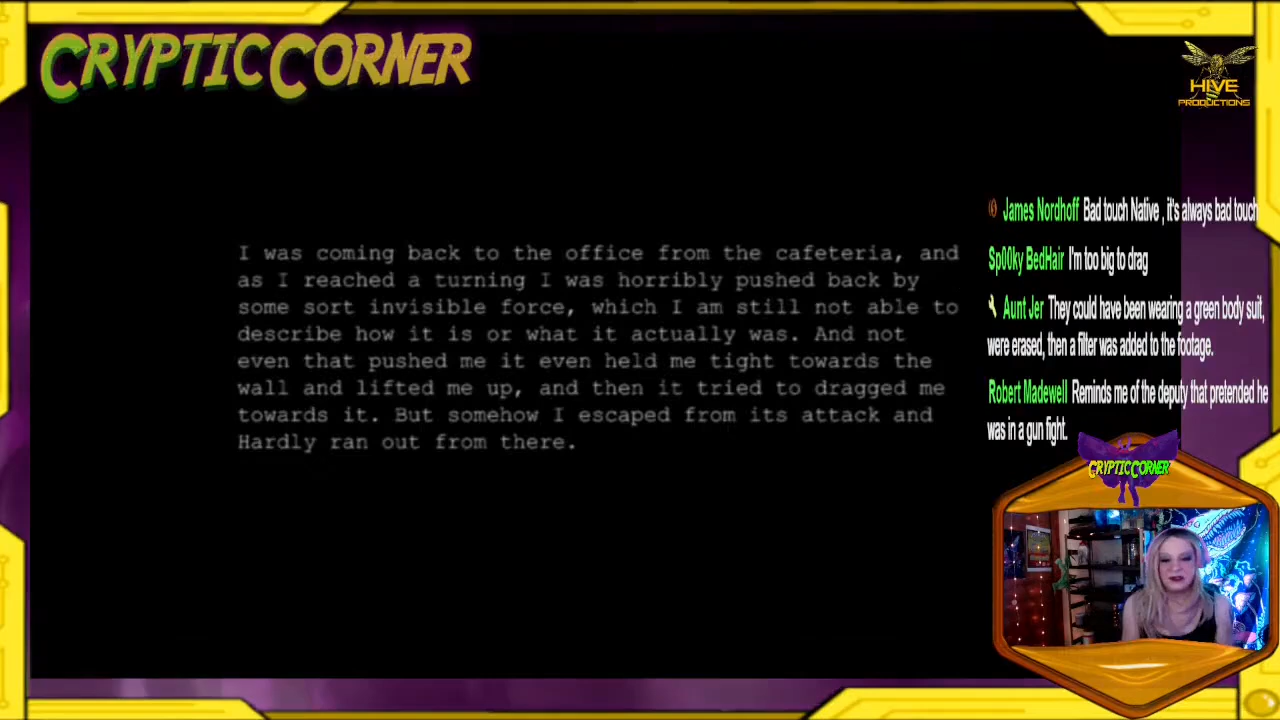 CRYPTICCORNER
HIVE
PRODUCTIONS
I was coming back to the office from the cafeteria, and
as I reached a turning I was horribly pushed back by
some sort invisible force, which I am still not able to
describe how it is or what it actually was. And not
even that pushed me it even held me tight towards the
wall and lifted me up, and then it tried to dragged me
towards it. But somehow I escaped from its attack and
Hardly ran out from there.
James Nordhoff Bad touch Native , it's always bad touch
Sp00ky BedHair I'm too big to drag
Aunt Jer They could have been wearing a green body suit,
were erased, then a filter was added to the footage.
Robert Madewell Reminds me of the deputy that pretended he
was in a gun fight.
CRYPTICCORNER